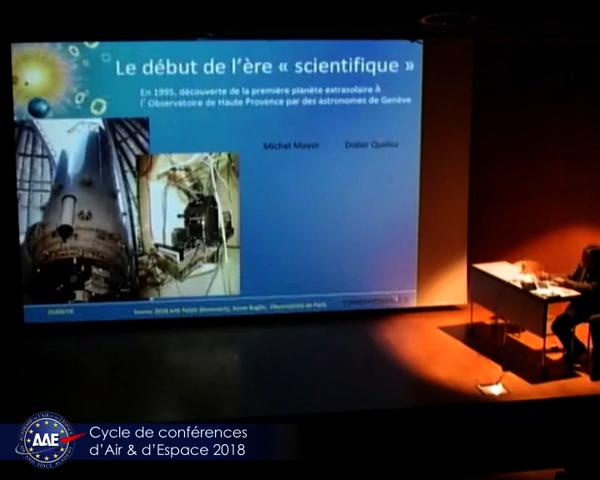 Le début de l'ère « scientifique »
En 1995, découverte de la première planète extrasolaire À
l' Observatoire de Haute Provence par des astronomes de Genève
Michel Mayor Didier Queloz
AAE
Cycle de conférences
d'Air & d'Espace 2018